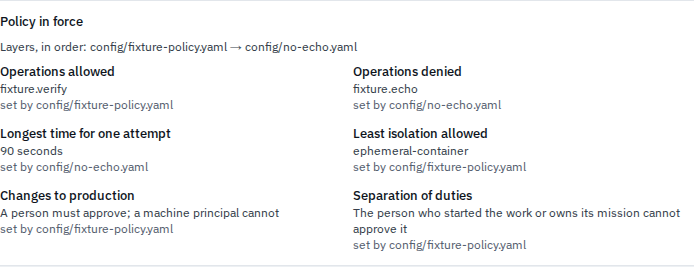 Policy in force
Layers, in order: config/fixture-policy.yaml → config/no-echo.yaml
Operations allowed
fixture.verify
set by config/fixture-policy.yaml
Operations denied
fixture.echo
set by config/no-echo.yaml
Longest time for one attempt
90 seconds
set by config/no-echo.yaml
Least isolation allowed
ephemeral-container
set by config/fixture-policy.yaml
Changes to production
A person must approve; a machine principal cannot
set by config/fixture-policy.yaml
Separation of duties
The person who started the work or owns its mission cannot
approve it
set by config/fixture-policy.yaml